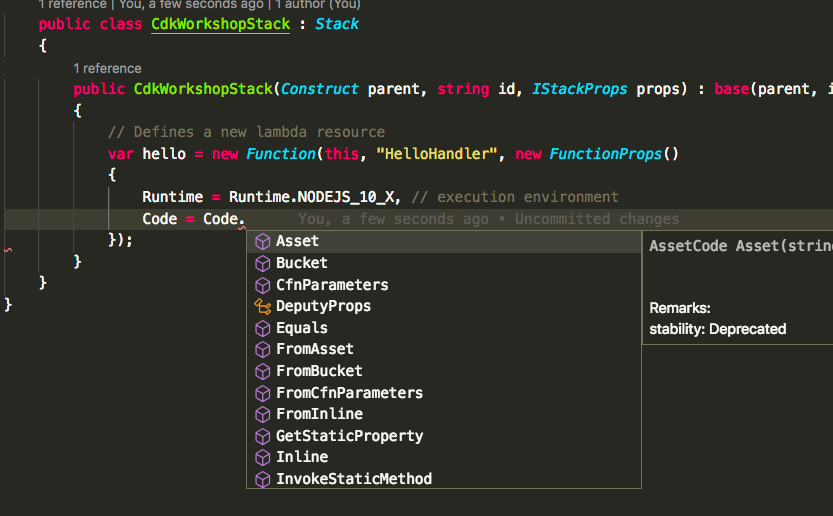 1 reference | You, a few seconds ago | 1 author (You)
public class CdkWorkshopStack : Stack
{
1 reference
public CdkWorkshopStack(Construct parent, string id, IStackProps props) : base(parent, i
{
// Defines a new lambda resource
var hello = new Function(this, "HelloHandler", new FunctionProps()
{
Runtime = Runtime.NODEJS_10_X, // execution environment
Code = Code. You, a few seconds ago • Uncommitted changes
});
}
}
}
Asset
Bucket
CfnParameters
DeputyProps
Equals
FromAsset
FromBucket
FromCfnParameters
FromInline
GetStaticProperty
Inline
InvokeStaticMethod
AssetCode Asset(string
Remarks:
stability: Deprecated